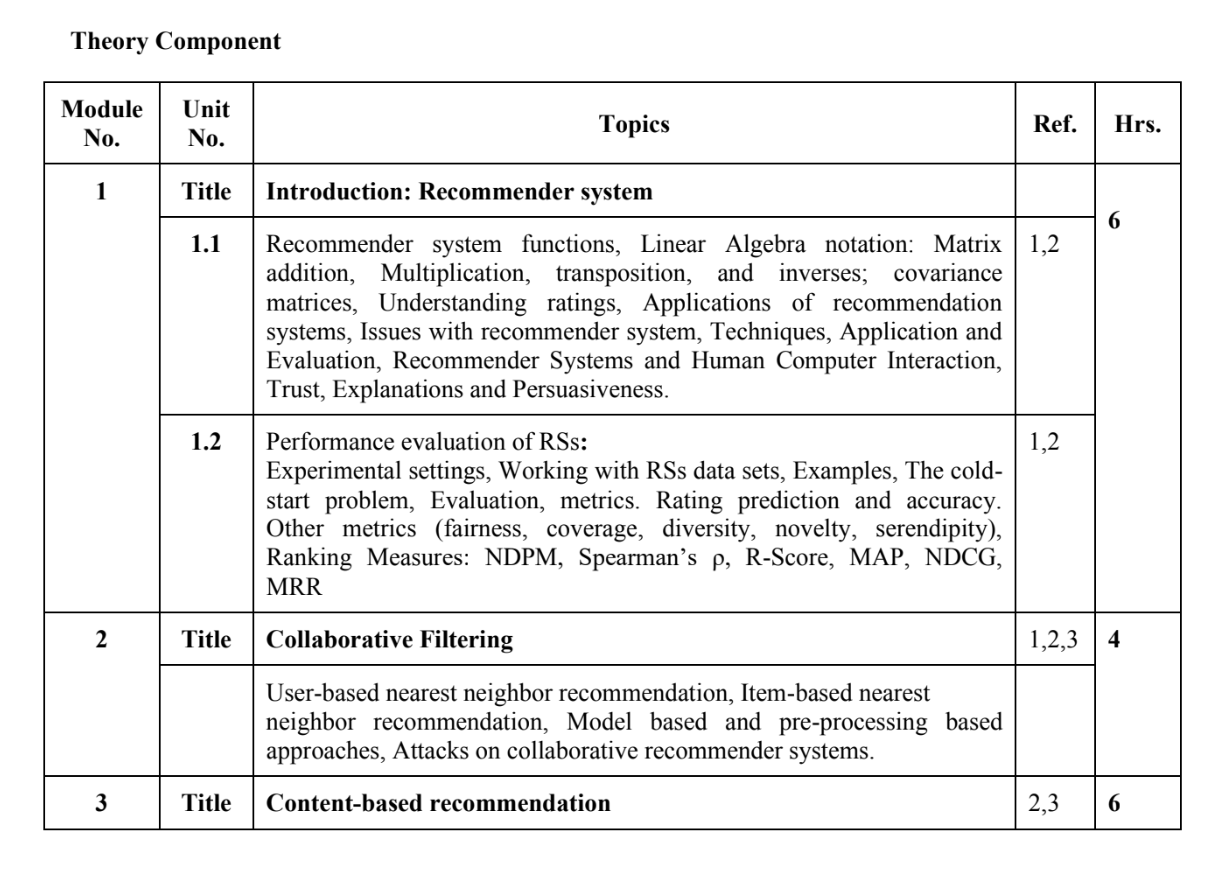 Theory Component
Module No. Unit No. Topics Ref. Hrs.
1 Title Introduction: Recommender system 6
1.1 Recommender system functions, Linear Algebra notation: Matrix 1,2
addition, Multiplication, transposition, and inverses; covariance
matrices, Understanding ratings, Applications of recommendation
systems, Issues with recommender system, Techniques, Application and
Evaluation, Recommender Systems and Human Computer Interaction,
Trust, Explanations and Persuasiveness.
1.2 Performance evaluation of RSs: 1,2
Experimental settings, Working with RSs data sets, Examples, The cold-
start problem, Evaluation, metrics. Rating prediction and accuracy.
Other metrics (fairness, coverage, diversity, novelty, serendipity),
Ranking Measures: NDPM, Spearman’s ρ, R-Score, MAP, NDCG,
MRR
2 Title Collaborative Filtering 1,2,3 4
User-based nearest neighbor recommendation, Item-based nearest
neighbor recommendation, Model based and pre-processing based
approaches, Attacks on collaborative recommender systems.
3 Title Content-based recommendation 2,3 6